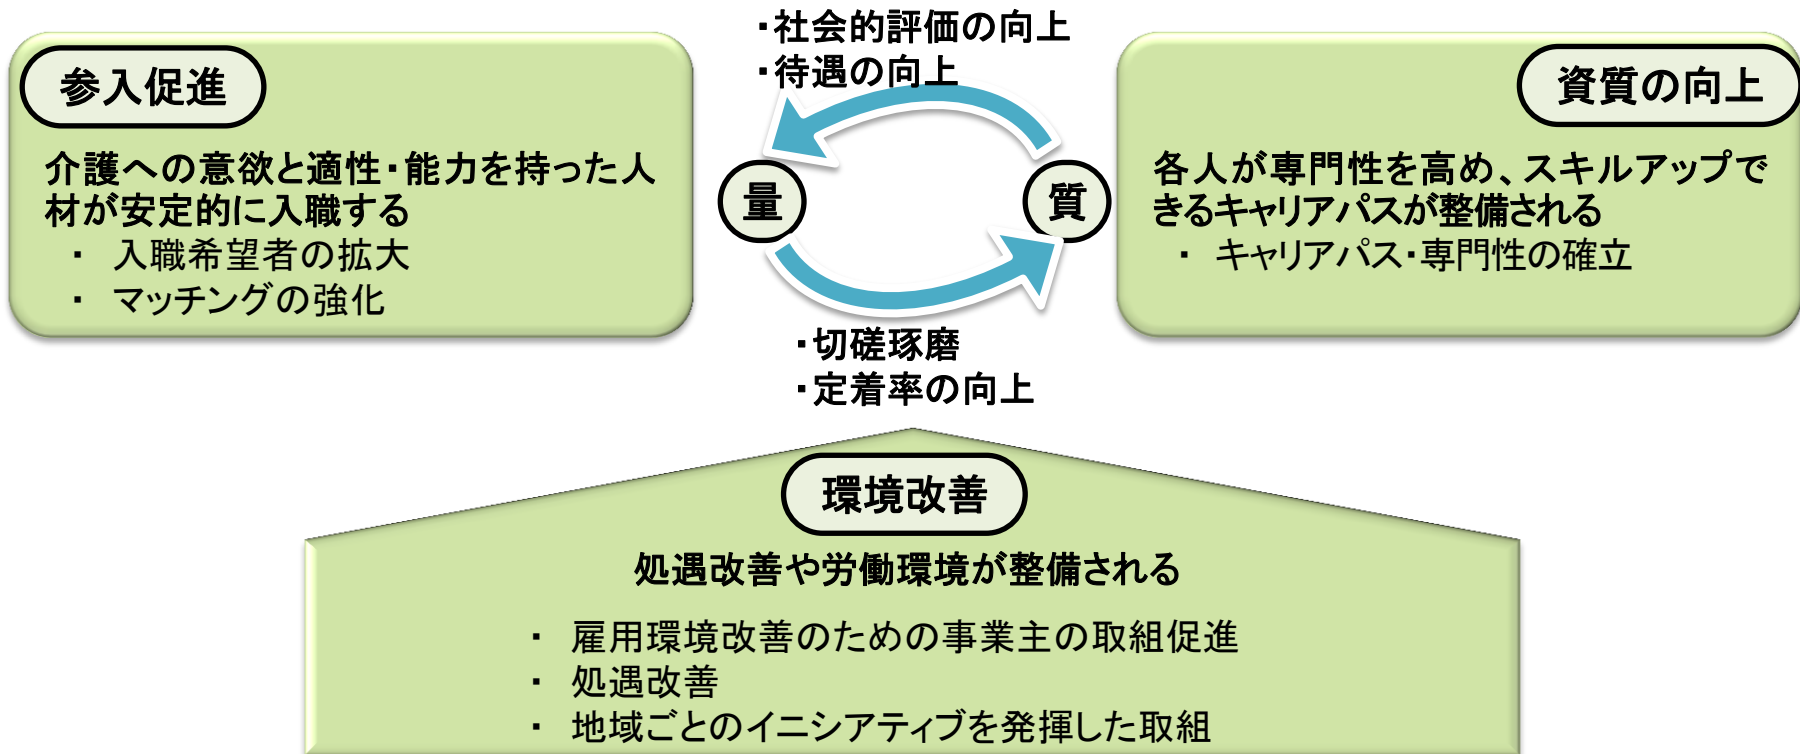 参入促進
介護への意欲と適性・能力を持った人
材が安定的に入職する
・ 入職希望者の拡大
・ マッチングの強化
・社会的評価の向上
・待遇の向上
量
質
・切磋琢磨
・定着率の向上
資質の向上
各人が専門性を高め、スキルアップで
きるキャリアパスが整備される
・ キャリアパス・専門性の確立
環境改善
処遇改善や労働環境が整備される
・ 雇用環境改善のための事業主の取組促進
・ 処遇改善
・ 地域ごとのイニシアティブを発揮した取組